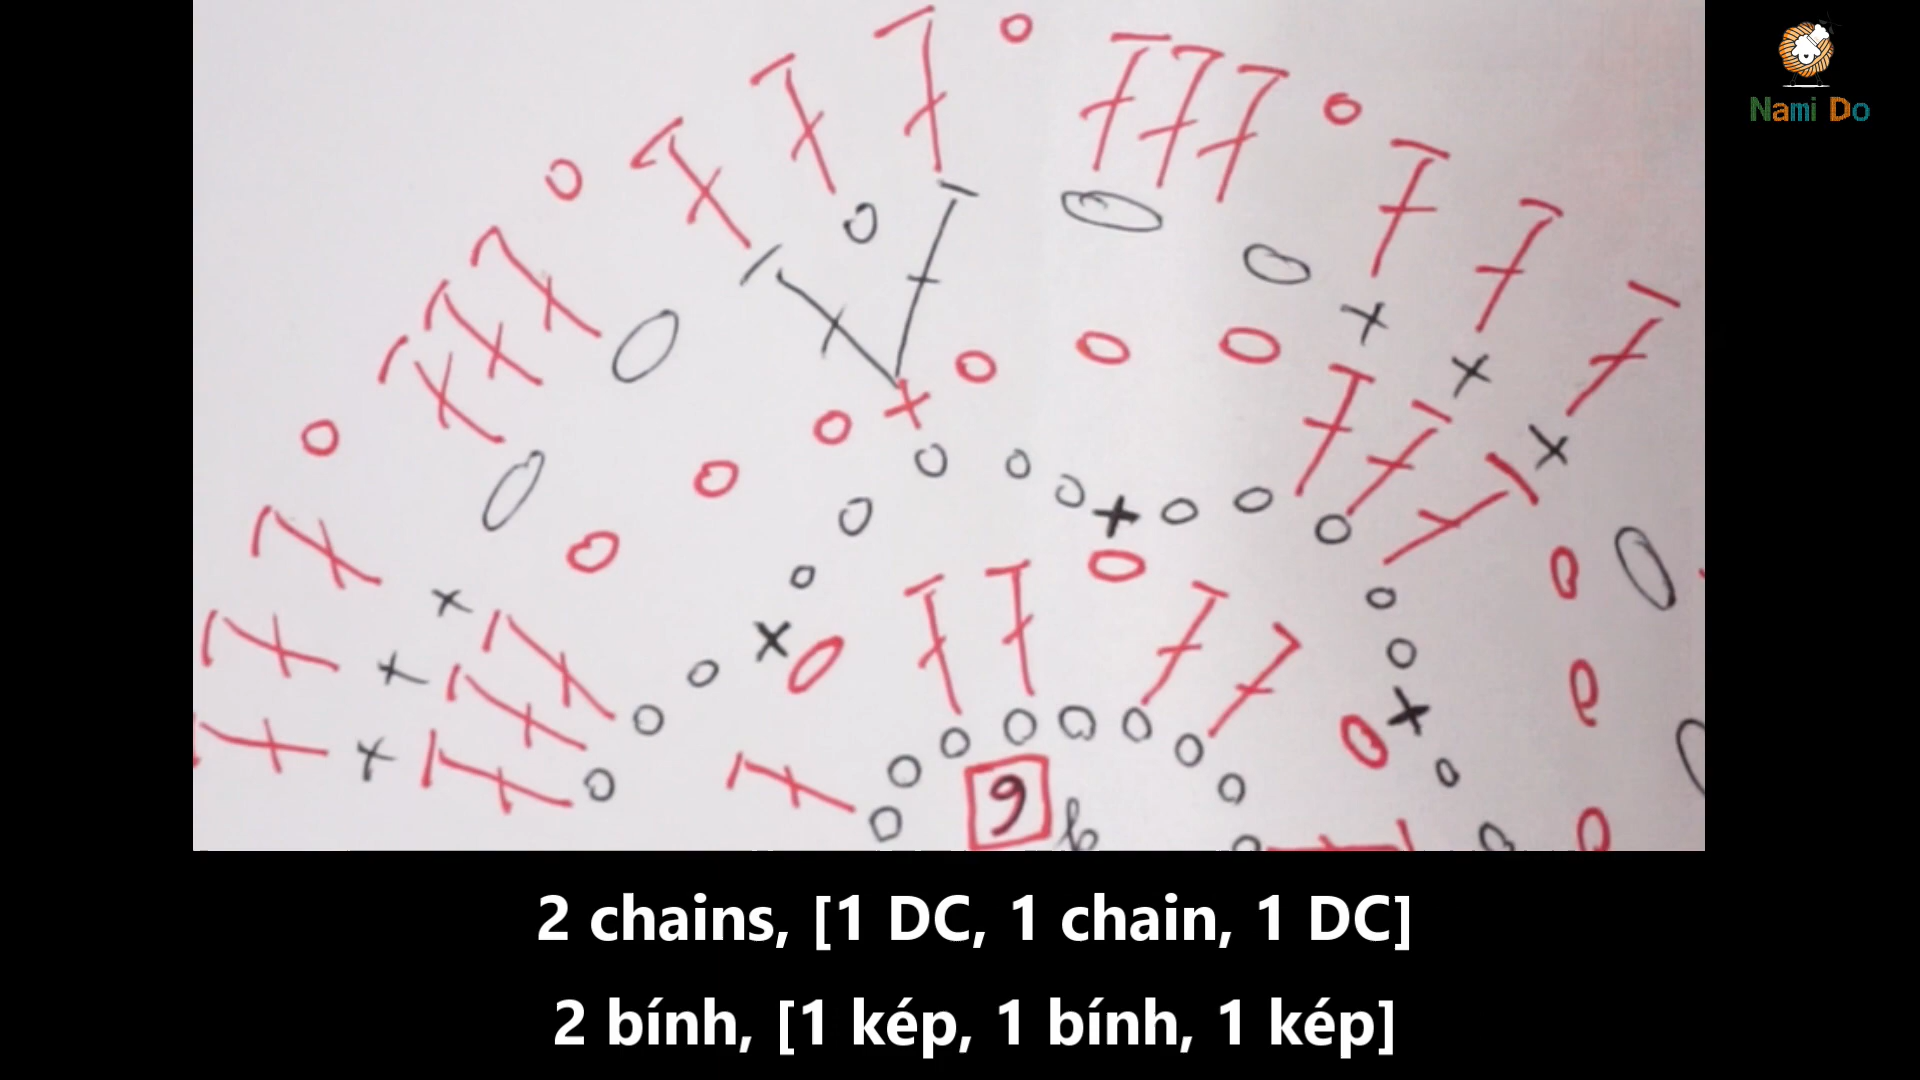 Nami Do
9
2 chains, [1 DC, 1 chain, 1 DC]
2 bính, [1 kép, 1 bính, 1 kép]